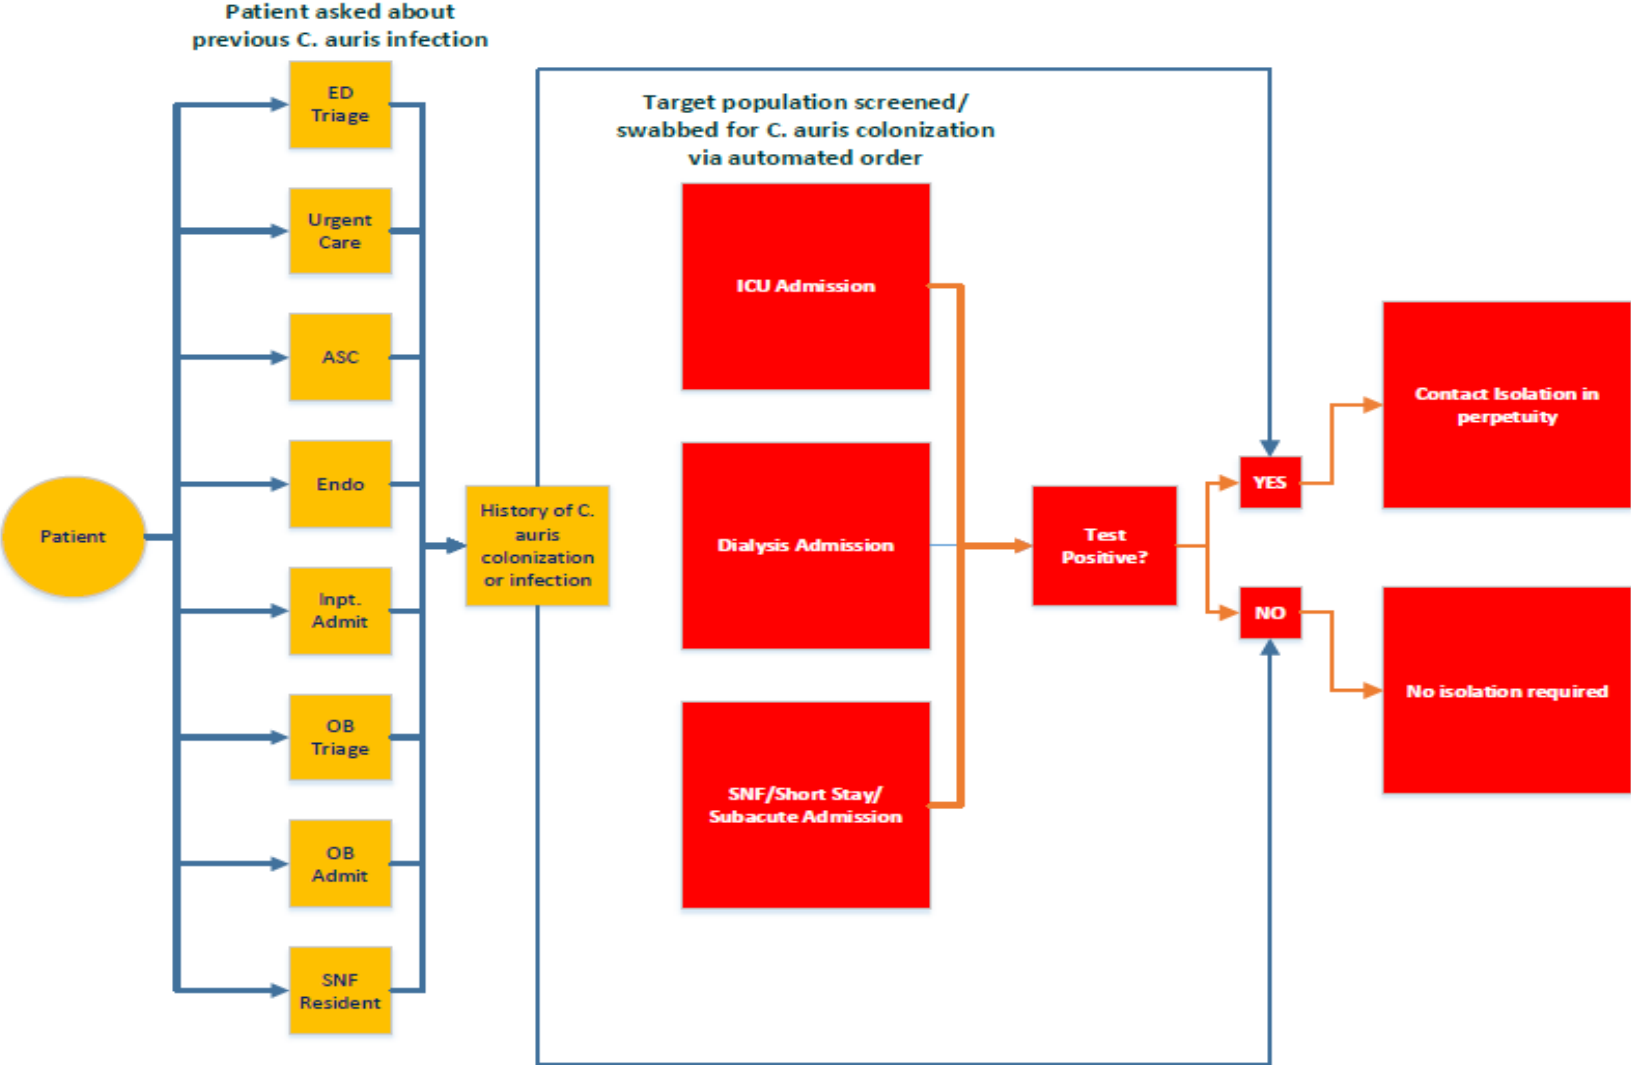 Patient asked about
previous C. auris infection
ED
Triage
Urgent
Care
ASC
Endo
Inpt.
Admit
OB
Triage
OB
Admit
SNF
Resident
Patient
History of C.
auris
colonization
or infection
Target population screened/
swabbed for C. auris colonization
via automated order
ICU Admission
Dialysis Admission
SNF/Short Stay/
Subacute Admission
Test
Positive?
YES
NO
Contact Isolation in
perpetuity
No isolation required